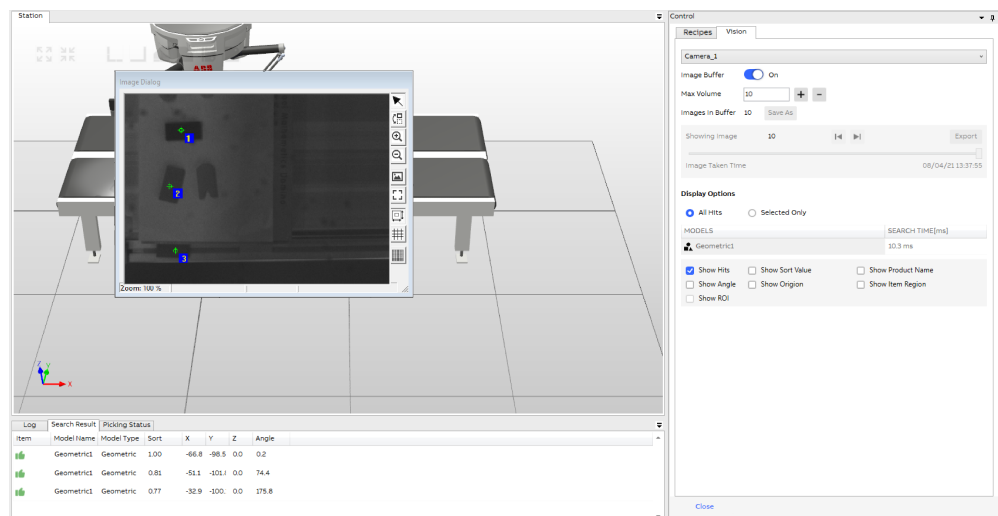 Station
Control
Recipes Vision
Camera_1
Image Buffer On
Max Volume 10 + -
Images In Buffer 10 Save As
Showing Image 10 Export
Image Taken Time 08/04/21 13:37:55
Display Options
All Hits Selected Only
MODELS SEARCH TIME[ms]
Geometric1 10.3 ms
Show Hits Show Sort Value Show Product Name
Show Angle Show Origion Show Item Region
Show ROI
Close
ABB
Image Dialog
1
2
3
Zoom: 100 %
Z y
X
Log Search Result Picking Status
Item Model Name Model Type Sort X Y Z Angle
Geometric1 Geometric 1.00 -66.8 -98.5 0.0 0.2
Geometric1 Geometric 0.81 -51.1 -101.( 0.0 74.4
Geometric1 Geometric 0.77 -32.9 -100. 0.0 175.8